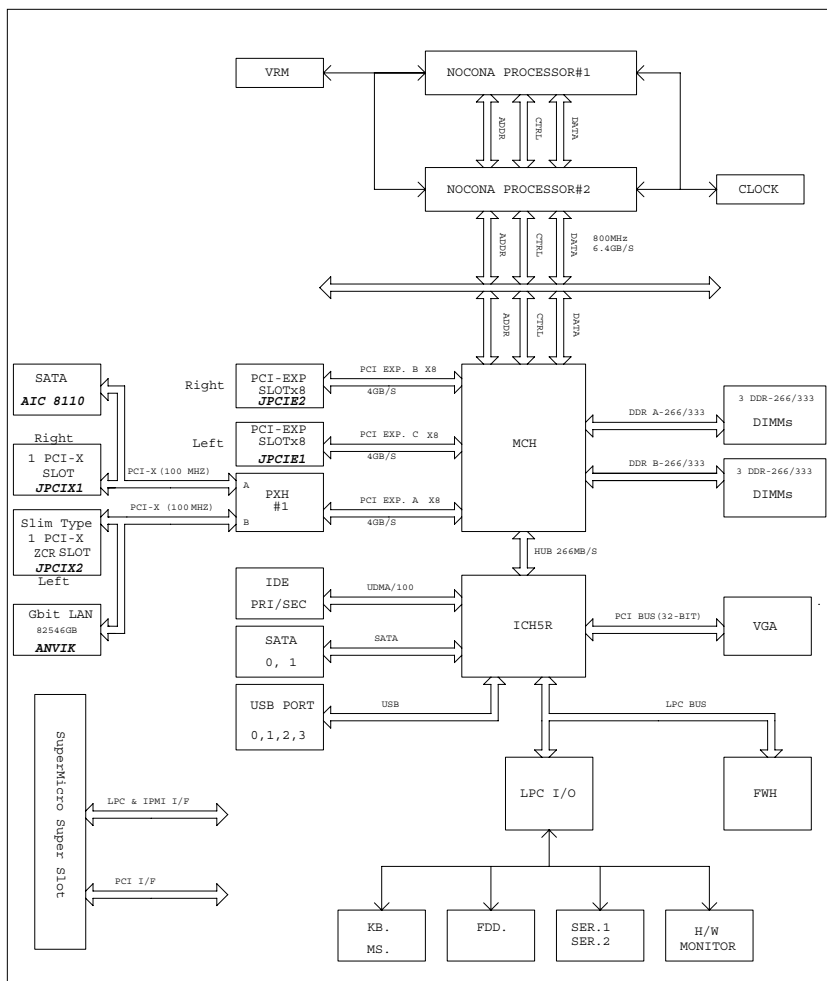 VRM
NOCONA PROCESSOR#1
ADDR
CTRL
DATA
NOCONA PROCESSOR#2
CLOCK
ADDR
CTRL
DATA
800MHz
6.4GB/S
ADDR
CTRL
DATA
SATA
AIC 8110
Right
PCI-EXP
SLOTx8
JPCIE2
PCI EXP. B X8
4GB/S
MCH
DDR A-266/333
3 DDR-266/333
DIMMs
Right
1 PCI-X
SLOT
JPCIX1
Left
PCI-EXP
SLOTx8
JPCIE1
PCI EXP. C X8
4GB/S
DDR B-266/333
3 DDR-266/333
DIMMs
PCI-X (100 MHZ)
A
PXH
#1
B
PCI EXP. A X8
4GB/S
Slim Type
1 PCI-X
ZCR SLOT
JPCIX2
Left
PCI-X (100 MHZ)
HUB 266MB/S
Gbit LAN
82546GB
ANVIK
IDE
PRI/SEC
UDMA/100
ICH5R
PCI BUS(32-BIT)
VGA
SATA
0, 1
SATA
USB PORT
0,1,2,3
USB
LPC BUS
SuperMicro Super Slot
LPC & IPMI I/F
PCI I/F
LPC I/O
FWH
KB.
MS.
FDD.
SER.1
SER.2
H/W
MONITOR